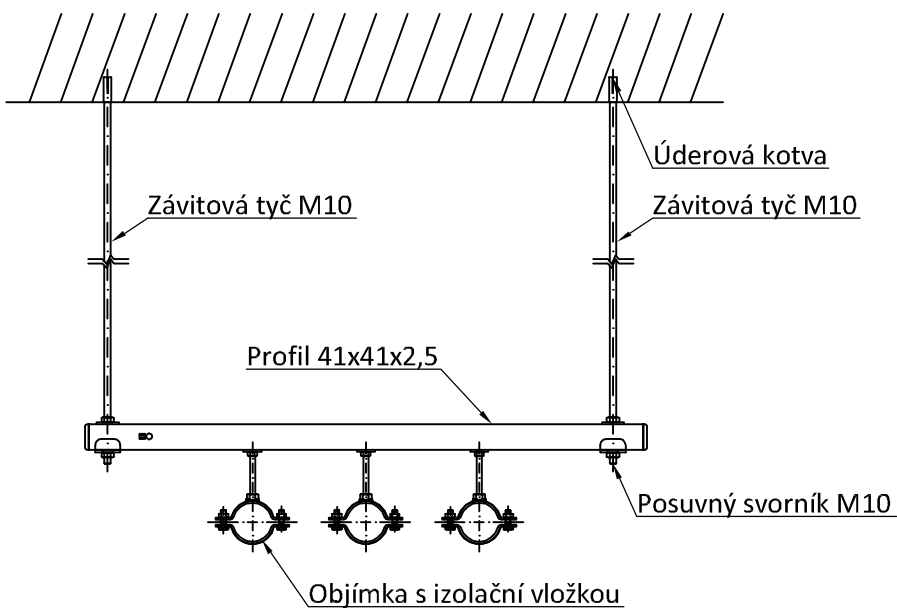 Úderová kotva
Závitová tyč M10
Závitová tyč M10
Profil 41x41x2,5
Posuvný svorník M10
Objímka s izolační vložkou